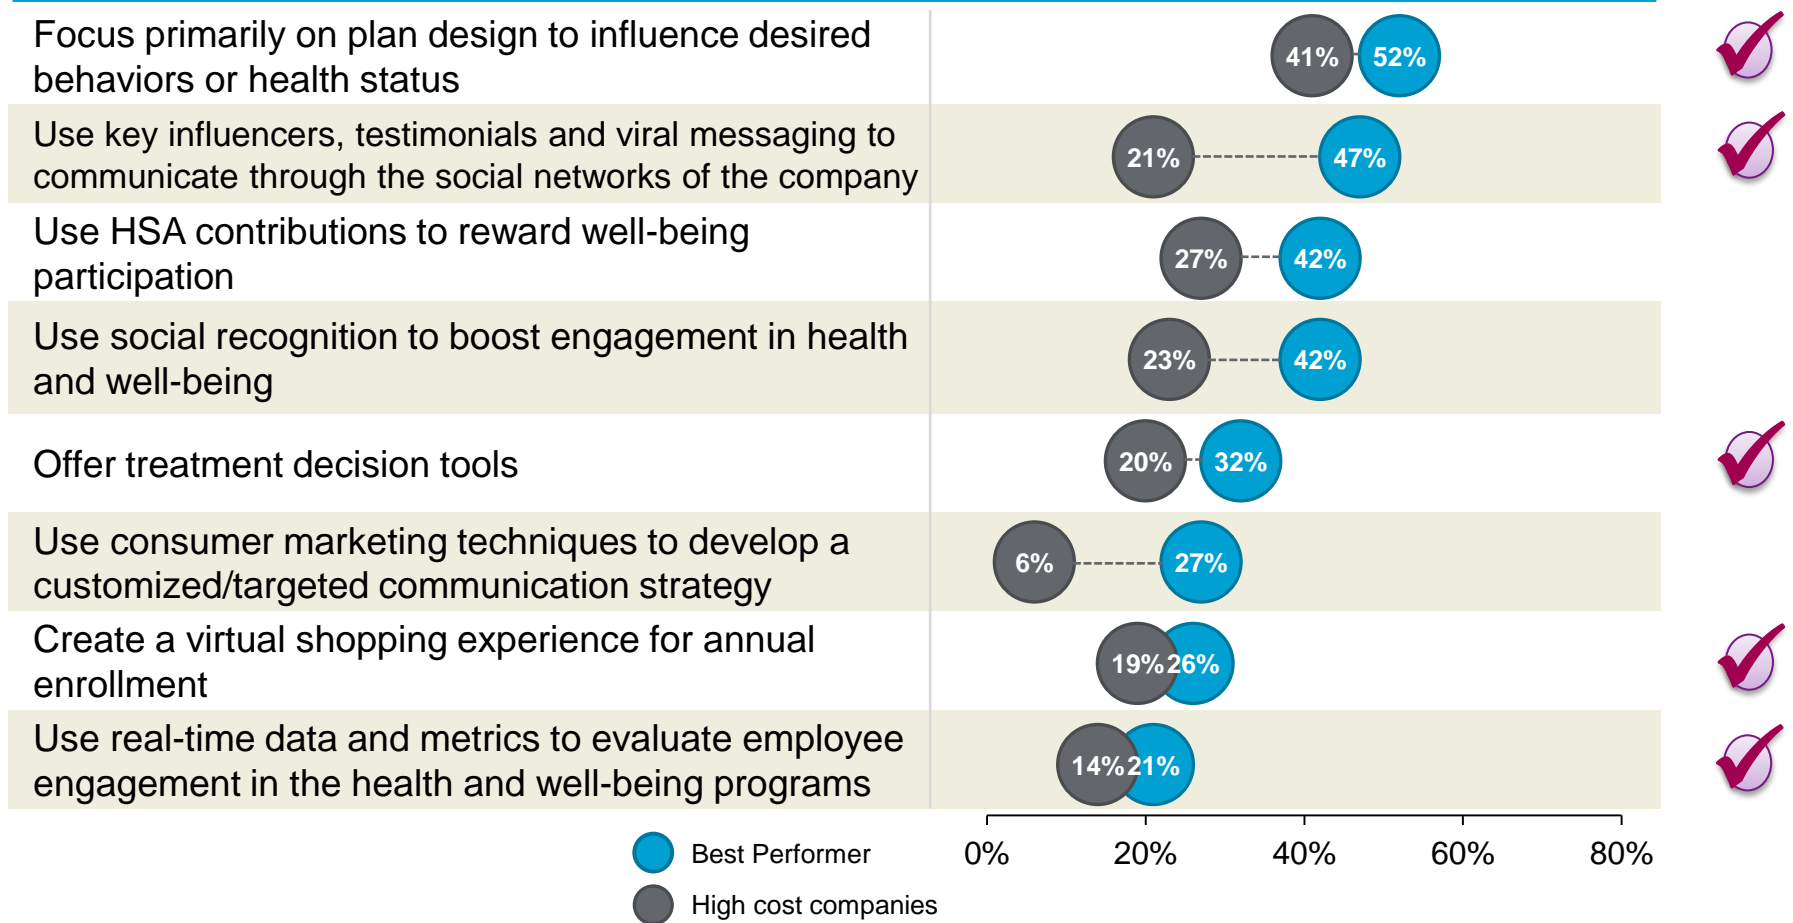 Focus primarily on plan design to influence desired
behaviors or health status
41% 52%
Use key influencers, testimonials and viral messaging to
communicate through the social networks of the company
21% 47%
Use HSA contributions to reward well-being
participation
27% 42%
Use social recognition to boost engagement in health
and well-being
23% 42%
Offer treatment decision tools
20% 32%
Use consumer marketing techniques to develop a
customized/targeted communication strategy
6% 27%
Create a virtual shopping experience for annual
enrollment
19% 26%
Use real-time data and metrics to evaluate employee
engagement in the health and well-being programs
14% 21%
0% 20% 40% 60% 80%
Best Performer
High cost companies